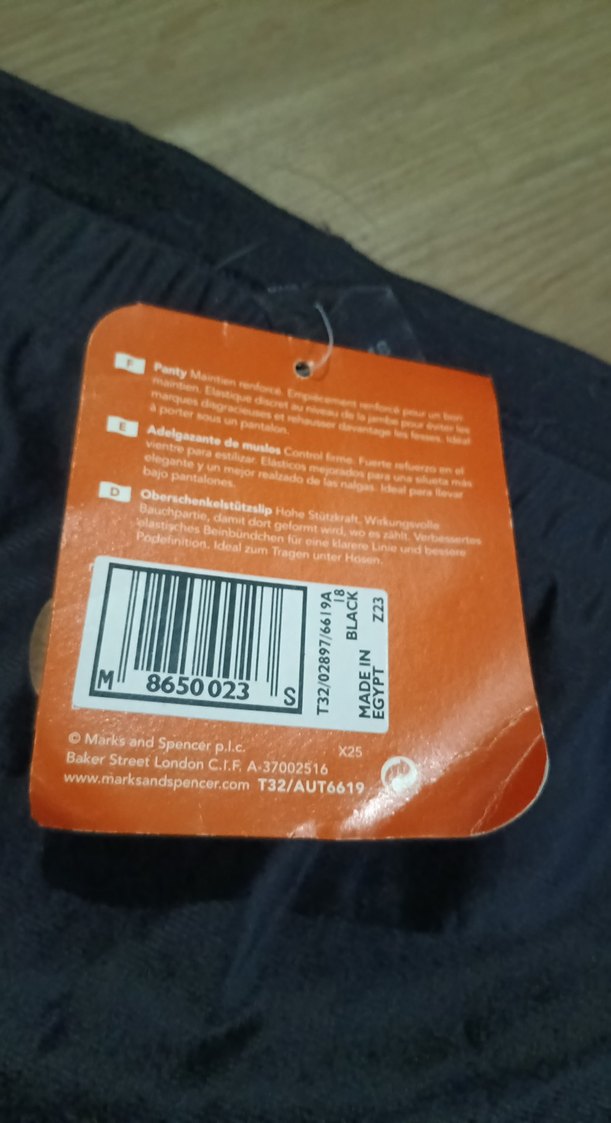 F Panty Maintien renforcé. Empiècement renforcé pour un bon
maintien. Elastique discret au niveau de la jambe pour éviter les
marques disgracieuses et rehausser davantage les fesses. Idéal
à porter sous un pantalon.
E Adelgazante de muslos Control firme. Fuerte refuerzo en el
vientre para estilizar. Elásticos mejorados para una silueta más
elegante y un mejor realzado de las nalgas. Ideal para llevar
bajo pantalones.
D Oberschenkelstützslip Hohe Stützkraft. Wirkungsvolle
Bauchpartie, damit dort geformt wird, wo es zählt. Verbessertes
elastisches Beinbündchen für eine klarere Linie und bessere
Podefinition. Ideal zum Tragen unter Hosen.
M 8650 023 S
T32/02897/6619A
18
BLACK
MADE IN
EGYPT Z23
© Marks and Spencer p.l.c. X25
Baker Street London C.I.F. A-37002516
www.marksandspencer.com T32/AUT6619